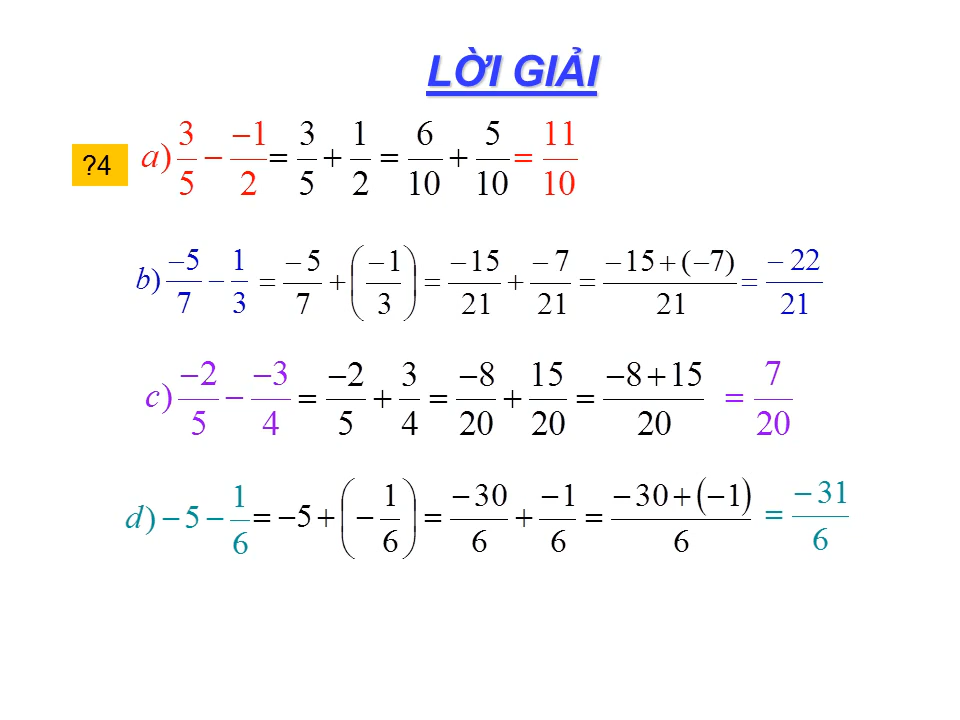 LỜI GIẢI
?4
a) 3/5 − −1/2 = 3/5 + 1/2 = 6/10 + 5/10 = 11/10
b) −5/7 − 1/3 = −5/7 + (−1/3) = −15/21 + −7/21 = −15+(−7)/21 = −22/21
c) −2/5 − −3/4 = −2/5 + 3/4 = −8/20 + 15/20 = −8+15/20 = 7/20
d) −5 − 1/6 = −5 + (−1/6) = −30/6 + −1/6 = −30+(−1)/6 = −31/6